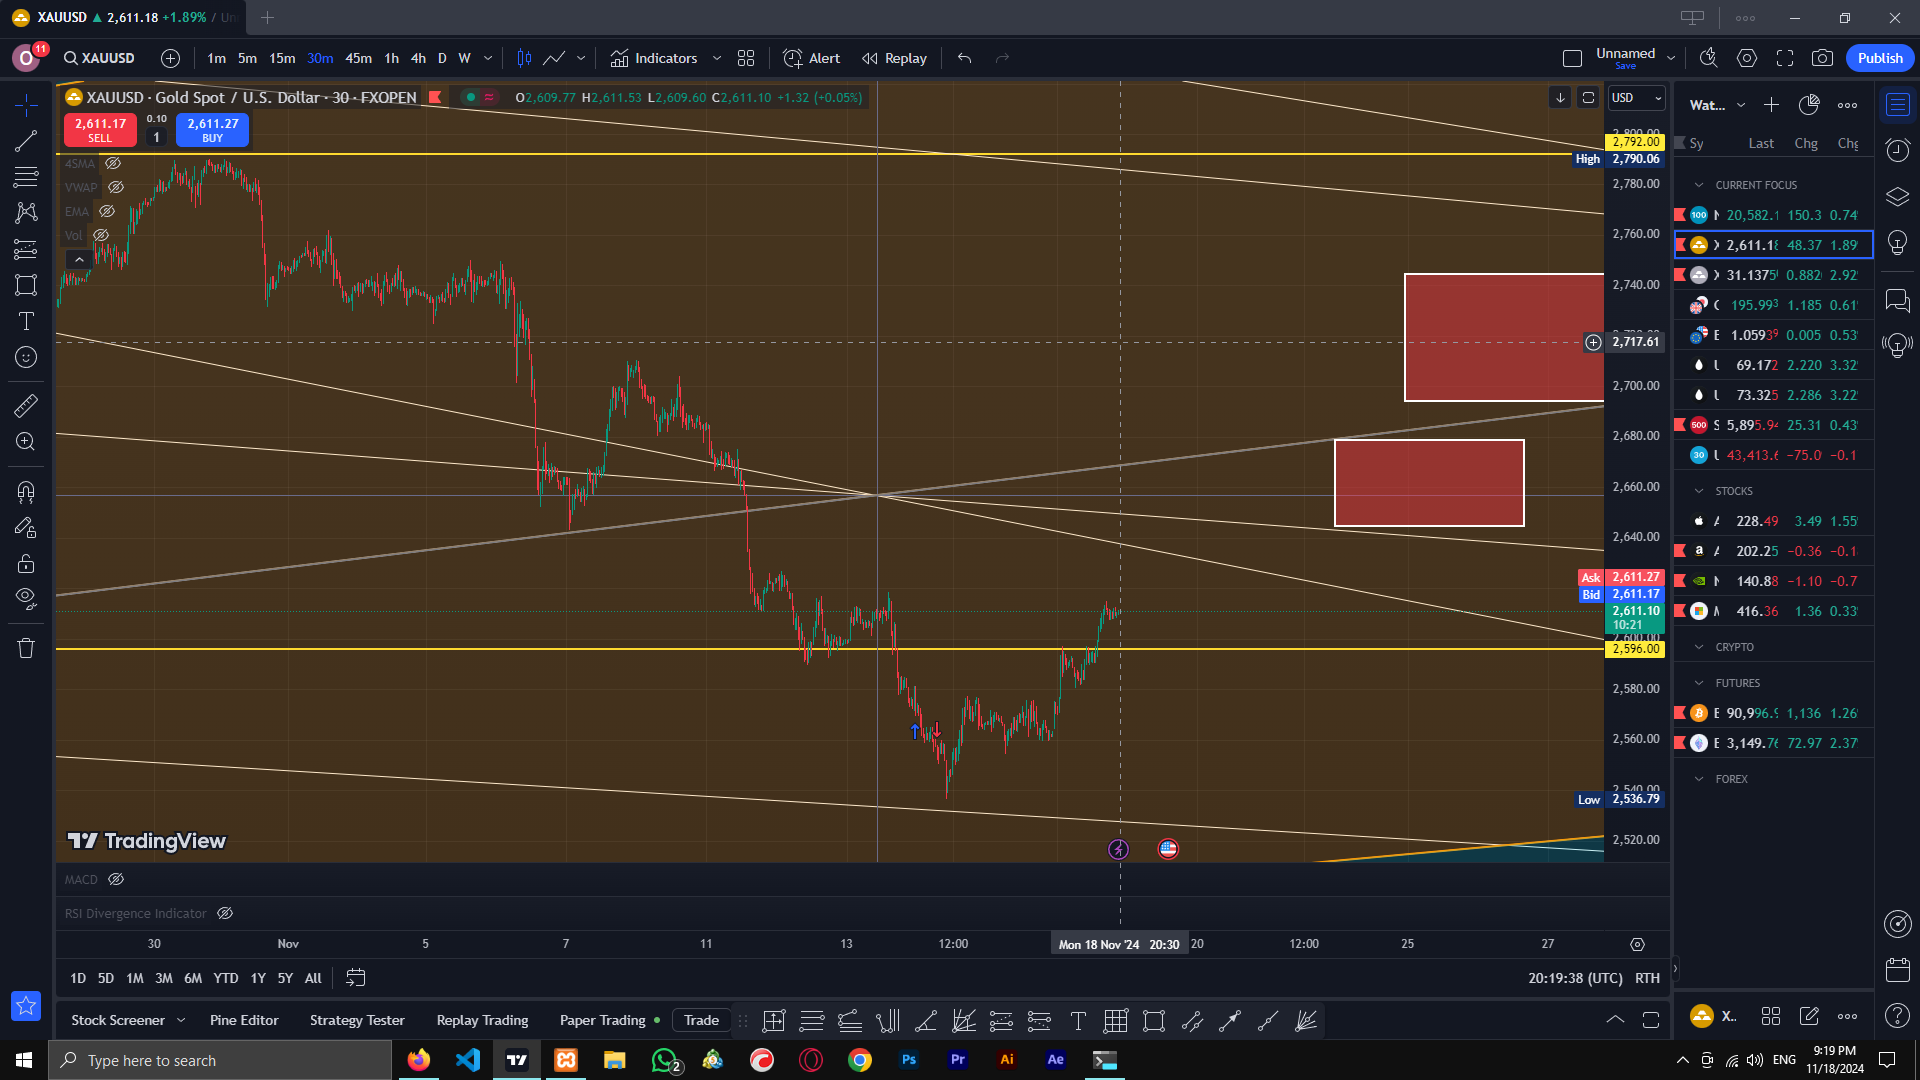 XAUUSD ▲ 2,611.18 +1.89% / Un
O 11 XAUUSD 1m 5m 15m 30m 45m 1h 4h D W Indicators Alert Replay Unnamed Save Publish
XAUUSD · Gold Spot / U.S. Dollar · 30 · FXOPEN O2,609.77 H2,611.53 L2,609.60 C2,611.10 +1.32 (+0.05%)
2,611.17 SELL 0.10 1 2,611.27 BUY
4SMA
VWAP
EMA
Vol
USD
2,800.00
2,792.00
High 2,790.06
2,780.00
2,760.00
2,740.00
2,717.61
2,700.00
2,680.00
2,660.00
2,640.00
Ask 2,611.27
Bid 2,611.17
2,611.10
10:21
2,600.00
2,596.00
2,580.00
2,560.00
2,540.00
Low 2,536.79
2,520.00
TradingView
MACD
RSI Divergence Indicator
30 Nov 5 7 11 13 12:00 Mon 18 Nov '24 20:30 20 12:00 25 27
1D 5D 1M 3M 6M YTD 1Y 5Y All 20:19:38 (UTC) RTH
Stock Screener Pine Editor Strategy Tester Replay Trading Paper Trading Trade
Wat...
Sy Last Chg Chg
CURRENT FOCUS
100 N 20,582.1 150.3 0.74
X 2,611.18 48.37 1.89
X 31.137 0.882 2.92
G 195.993 1.185 0.61
E 1.05939 0.005 0.53
U 69.172 2.220 3.32
U 73.325 2.286 3.22
500 S 5,895.94 25.31 0.43
30 U 43,413.6 −75.0 −0.1
STOCKS
A 228.49 3.49 1.55
a A 202.25 −0.36 −0.1
N 140.88 −1.10 −0.7
M 416.36 1.36 0.33
CRYPTO
FUTURES
B 90,996.9 1,136 1.26
E 3,149.76 72.97 2.37
FOREX
X..
Type here to search
2
Ps Pr Ai Ae
ENG
9:19 PM
11/18/2024